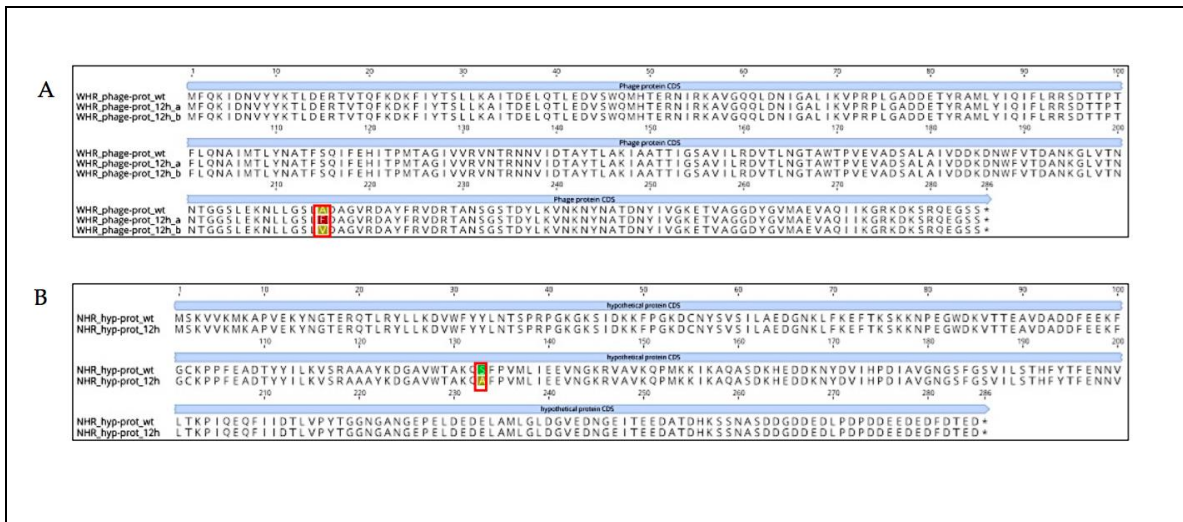 A
1 10 20 30 40 50 60 70 80 90 100
Phage protein CDS
WHR_phage-prot_wt MFQKIDNVYYKTLDERTVTQFKDKFIYTSLLKAITDELQTLEDVSWQMHTERNIRKAVGQQLDNIGALIKVPRPLGADDETYRAMLYIQIFLRRSDTTPT
WHR_phage-prot_12h_a MFQKIDNVYYKTLDERTVTQFKDKFIYTSLLKAITDELQTLEDVSWQMHTERNIRKAVGQQLDNIGALIKVPRPLGADDETYRAMLYIQIFLRRSDTTPT
WHR_phage-prot_12h_b MFQKIDNVYYKTLDERTVTQFKDKFIYTSLLKAITDELQTLEDVSWQMHTERNIRKAVGQQLDNIGALIKVPRPLGADDETYRAMLYIQIFLRRSDTTPT
110 120 130 140 150 160 170 180 190 200
Phage protein CDS
WHR_phage-prot_wt FLQNAIMTLYNATFSQIFEHITPMTAGIVVRVNTRNNVIDTAYTLAKIAATTIGSAVILRDVTLNGTAWTPVEVADSALAIVDDKDNWFVTDANKGLVTN
WHR_phage-prot_12h_a FLQNAIMTLYNATFSQIFEHITPMTAGIVVRVNTRNNVIDTAYTLAKIAATTIGSAVILRDVTLNGTAWTPVEVADSALAIVDDKDNWFVTDANKGLVTN
WHR_phage-prot_12h_b FLQNAIMTLYNATFSQIFEHITPMTAGIVVRVNTRNNVIDTAYTLAKIAATTIGSAVILRDVTLNGTAWTPVEVADSALAIVDDKDNWFVTDANKGLVTN
210 220 230 240 250 260 270 280 286
Phage protein CDS
WHR_phage-prot_wt NTGGSLEKNLLGSLADAGVRDAYFRVDRTANSGSTDYLKVNKNYNATDNYIVGKETVAGGDYGVMAEVAQIIKGRKDKSRQEGSS*
WHR_phage-prot_12h_a NTGGSLEKNLLGSLEDAGVRDAYFRVDRTANSGSTDYLKVNKNYNATDNYIVGKETVAGGDYGVMAEVAQIIKGRKDKSRQEGSS*
WHR_phage-prot_12h_b NTGGSLEKNLLGSLVDAGVRDAYFRVDRTANSGSTDYLKVNKNYNATDNYIVGKETVAGGDYGVMAEVAQIIKGRKDKSRQEGSS*
B
1 10 20 30 40 50 60 70 80 90 100
hypothetical protein CDS
NHR_hyp-prot_wt MSKVVKMKAPVEKYNGTERQTLRYLLKDVWFYYLNTSPRPGKGKSIDKKFPGKDCNYSVSILAEDGNKLFKEFTKSKKNPEGWDKVTTEAVDADDFEEKF
NHR_hyp-prot_12h MSKVVKMKAPVEKYNGTERQTLRYLLKDVWFYYLNTSPRPGKGKSIDKKFPGKDCNYSVSILAEDGNKLFKEFTKSKKNPEGWDKVTTEAVDADDFEEKF
110 120 130 140 150 160 170 180 190 200
hypothetical protein CDS
NHR_hyp-prot_wt GCKPPFEADTYYILKVSRAAAYKDGAVWTAKQSFPVMLIEEVNGKRVAVKQPMKKIKAQASDKHEDDKNYDVIHPDIAVGNGSFGSVILSTHFYTFENNV
NHR_hyp-prot_12h GCKPPFEADTYYILKVSRAAAYKDGAVWTAKQAFPVMLIEEVNGKRVAVKQPMKKIKAQASDKHEDDKNYDVIHPDIAVGNGSFGSVILSTHFYTFENNV
210 220 230 240 250 260 270 280 286
hypothetical protein CDS
NHR_hyp-prot_wt LTKPIQEQFIIDTLVPYTGGNGANGEPELDEDELAMLGLDGVEDNGEITEEDATDHKSSNASDDGDDEDLPDPDDEEDEDFDTED*
NHR_hyp-prot_12h LTKPIQEQFIIDTLVPYTGGNGANGEPELDEDELAMLGLDGVEDNGEITEEDATDHKSSNASDDGDDEDLPDPDDEEDEDFDTED*